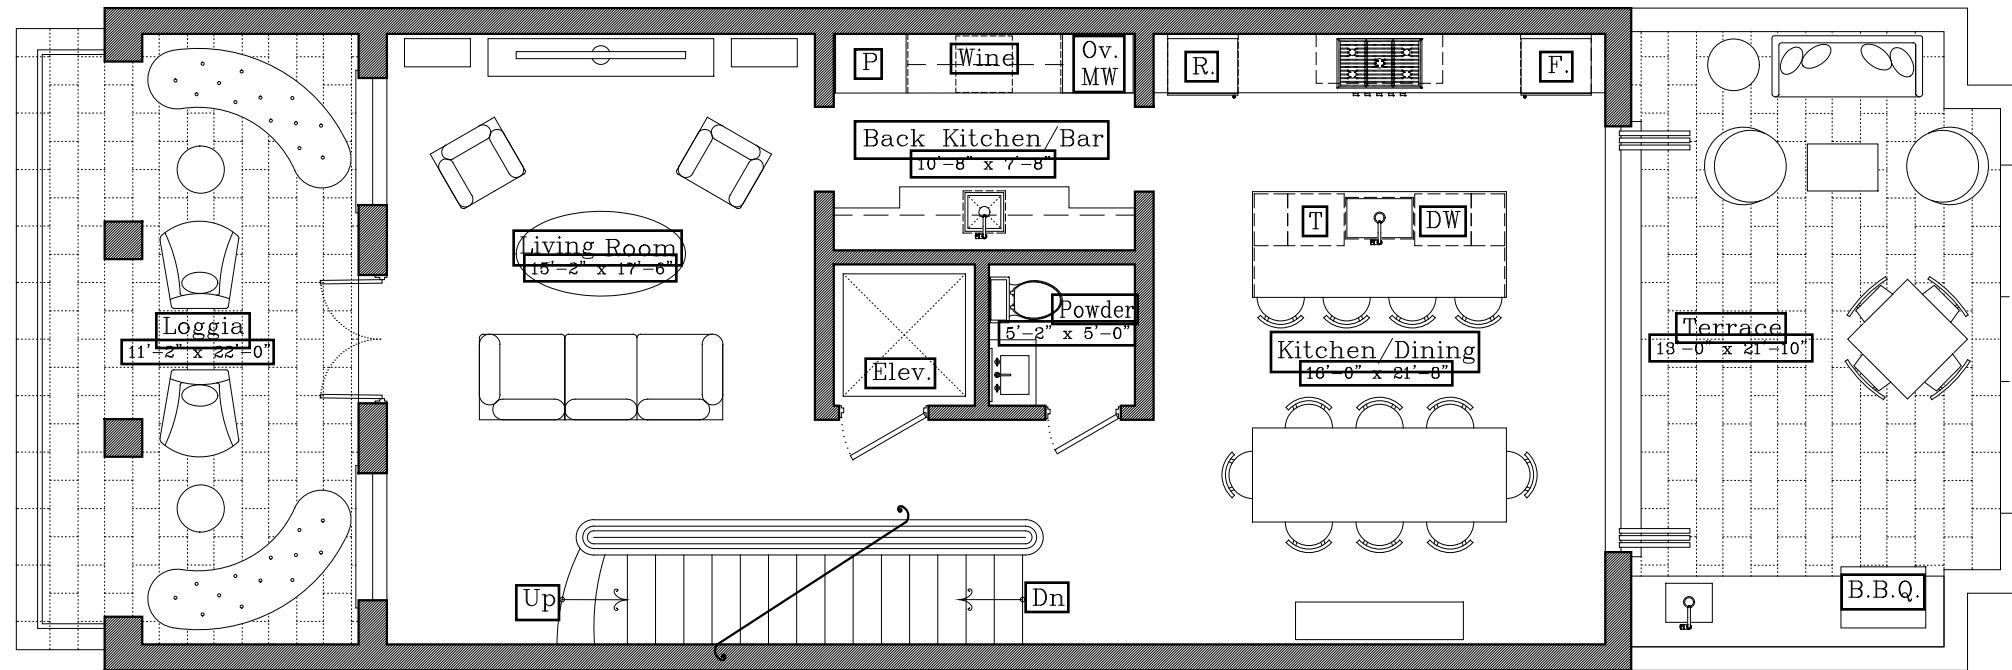 P
Wine
Ov.
MW
R.
F.
Back Kitchen/Bar
10'-8" x 7'-8"
Living Room
15'-2" x 17'-6"
T
DW
Loggia
11'-2" x 22'-0"
Powder
5'-2" x 5'-0"
Elev.
Kitchen/Dining
16'-0" x 21'-8"
Terrace
13'-0" x 21'-10"
Up
Dn
B.B.Q.